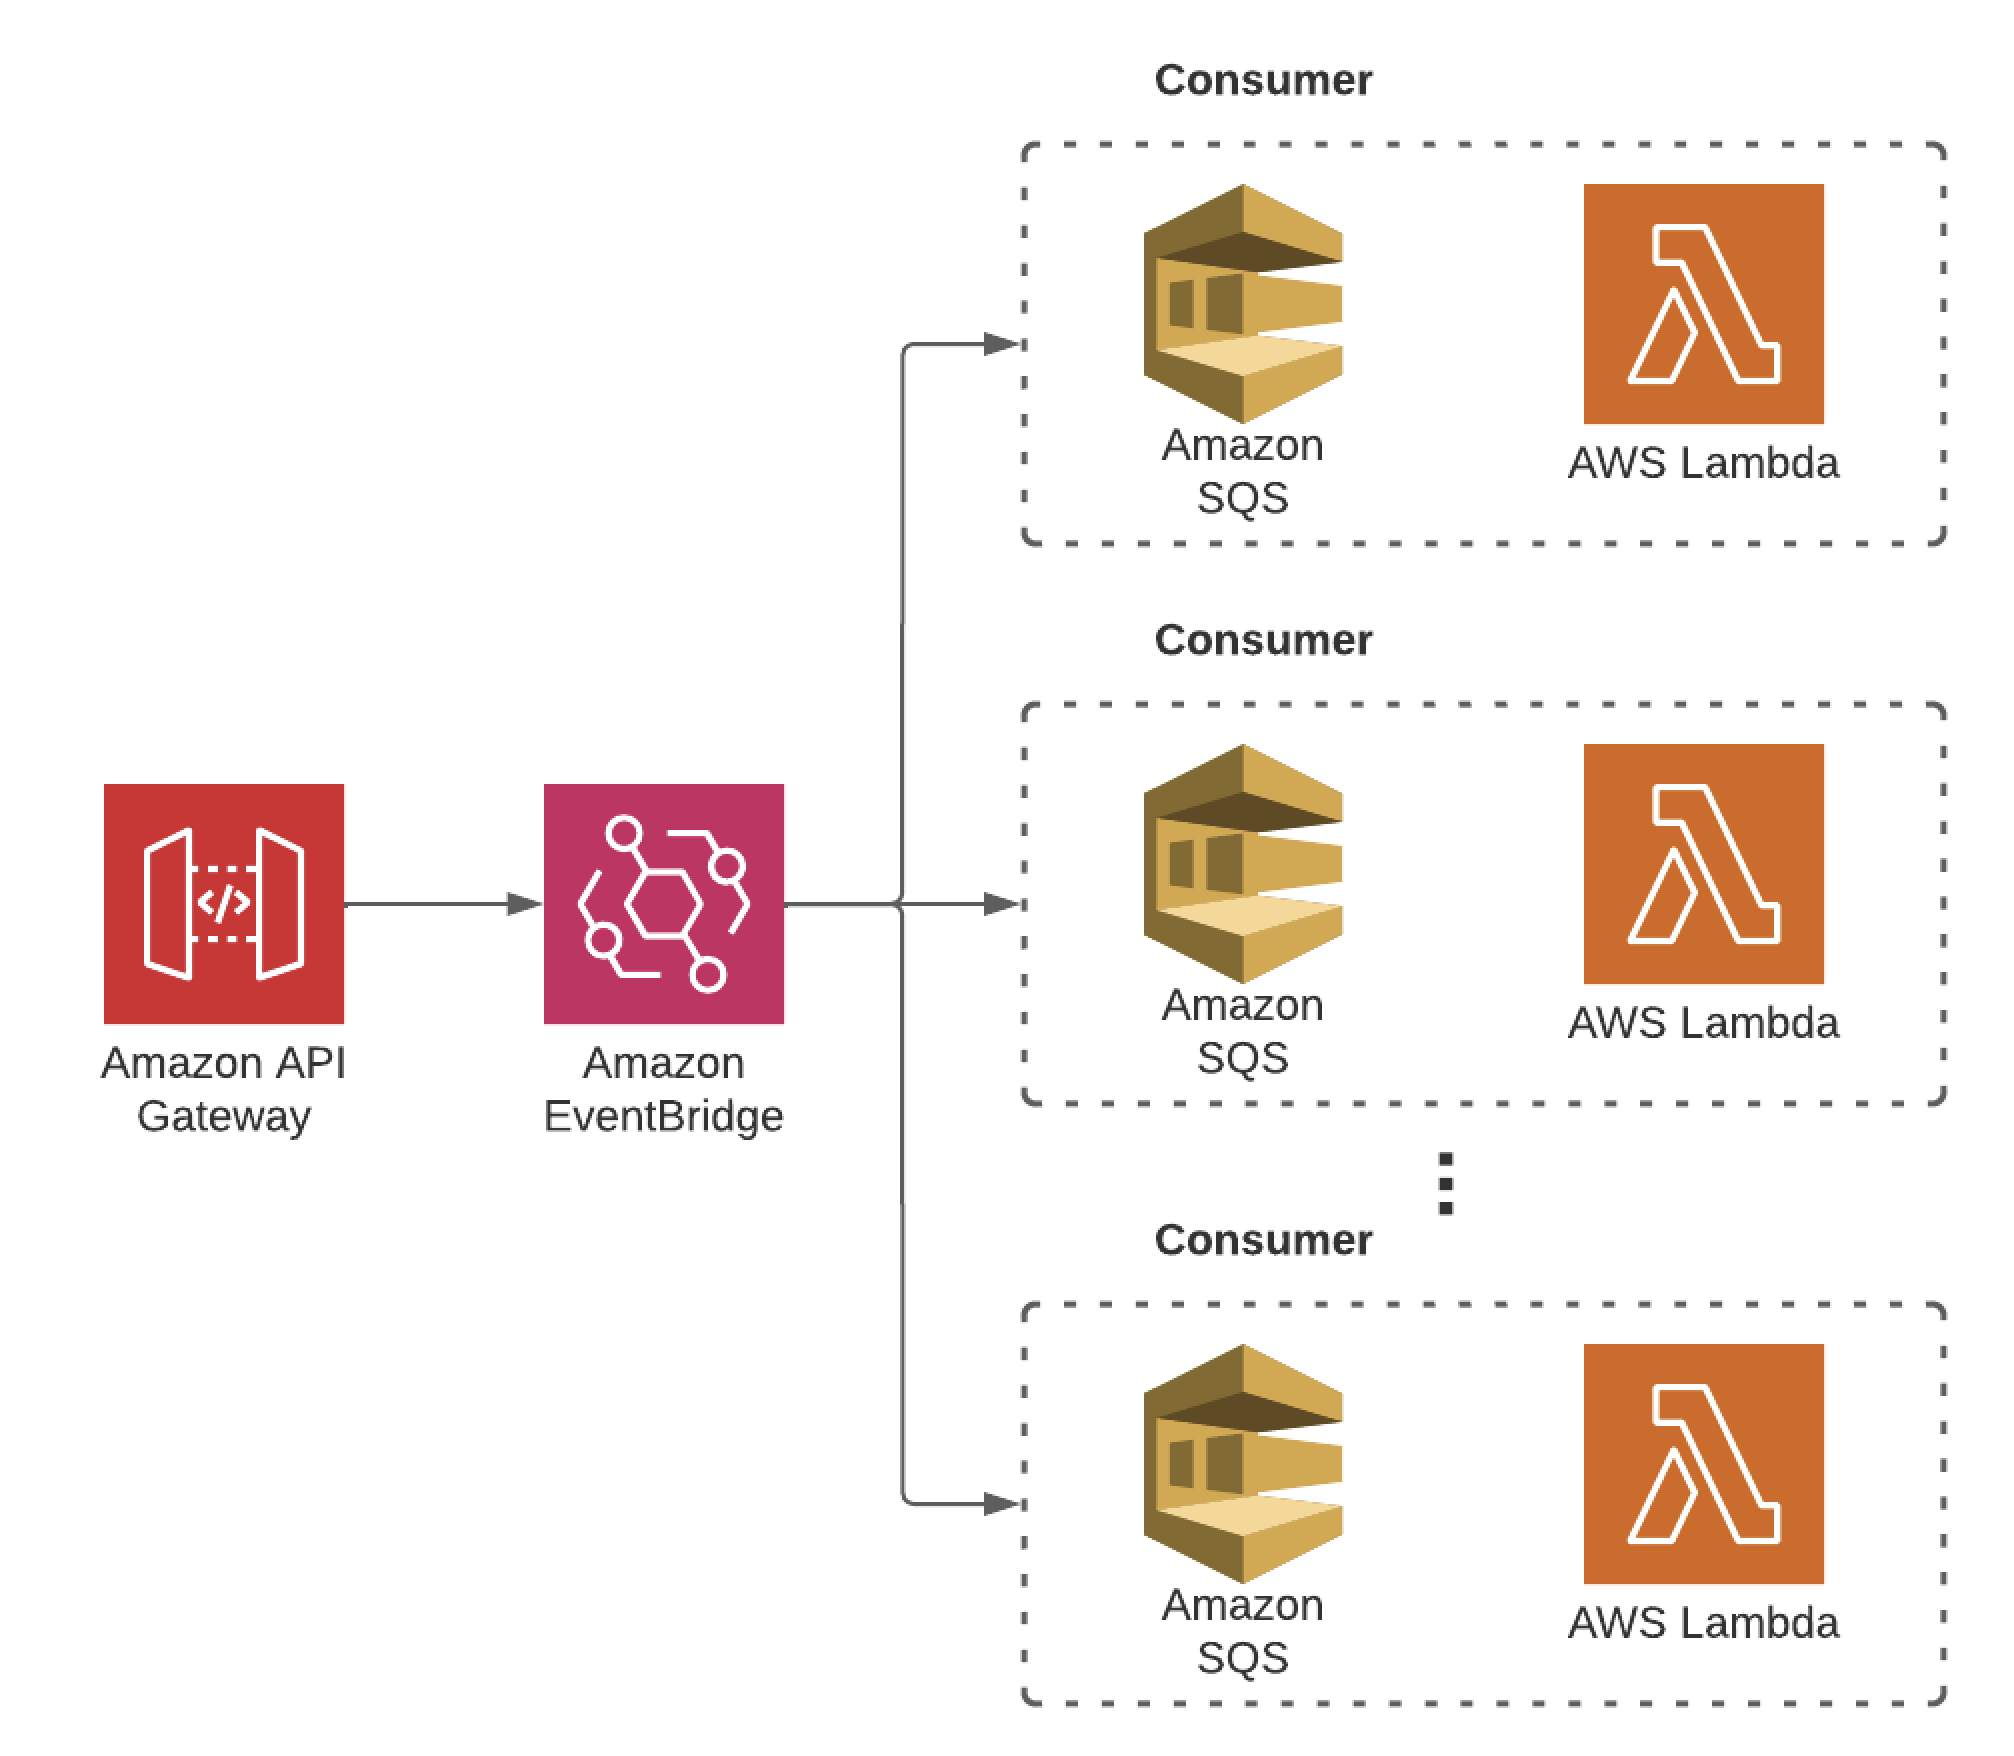 Consumer
Amazon
SQS
AWS Lambda
Consumer
Amazon
SQS
AWS Lambda
Amazon API
Gateway
Amazon
EventBridge
Consumer
Amazon
SQS
AWS Lambda